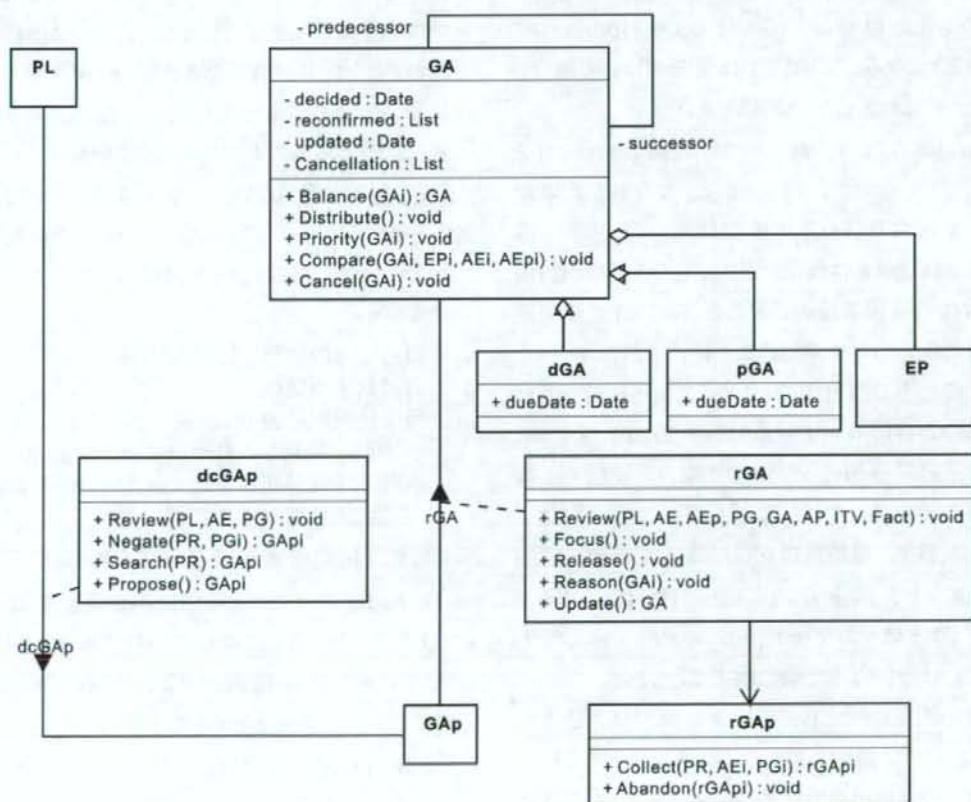 - predecessor
PL
GA
- decided : Date
- reconfirmed : List
- updated : Date
- Cancellation : List
- successor
+ Balance(GAi) : GA
+ Distribute() : void
+ Priority(GAi) : void
+ Compare(GAi, EPi, AEi, AEpi) : void
+ Cancel(GAi) : void
dGA
+ dueDate : Date
pGA
+ dueDate : Date
EP
dcGAp
+ Review(PL, AE, PG) : void
+ Negate(PR, PGi) : GApi
+ Search(PR) : GApi
+ Propose() : GApi
rGA
rGA
+ Review(PL, AE, AEp, PG, GA, AP, ITV, Fact) : void
+ Focus() : void
+ Release() : void
+ Reason(GAi) : void
+ Update() : GA
dcGAp
GAp
rGAp
+ Collect(PR, AEi, PGi) : rGApi
+ Abandon(rGApi) : void